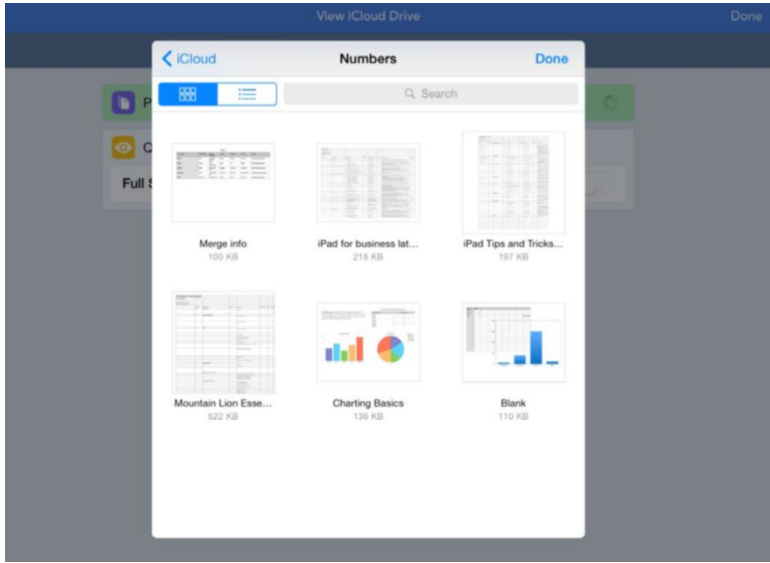 View iCloud Drive Done
iCloud Numbers Done
Search
P
C
Full S
Merge info
100 KB
iPad for business lat...
215 KB
iPad Tips and Tricks...
197 KB
Mountain Lion Esse...
522 KB
Charting Basics
136 KB
Blank
110 KB